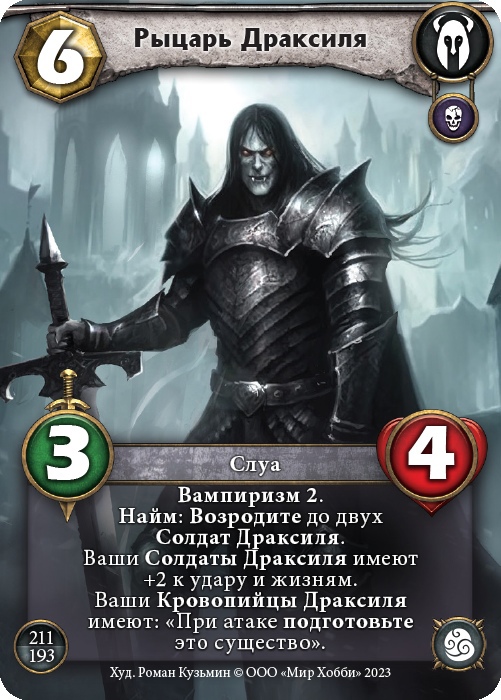 6
Рыцарь Драксиля
3
4
Слуа
Вампиризм 2.
Найм: Возродите до двух
Солдат Драксиля.
Ваши Солдаты Драксиля имеют
+2 к удару и жизням.
Ваши Кровопийцы Драксиля
имеют: «При атаке подготовьте
это существо».
211
193
Худ. Роман Кузьмин © ООО «Мир Хобби» 2023